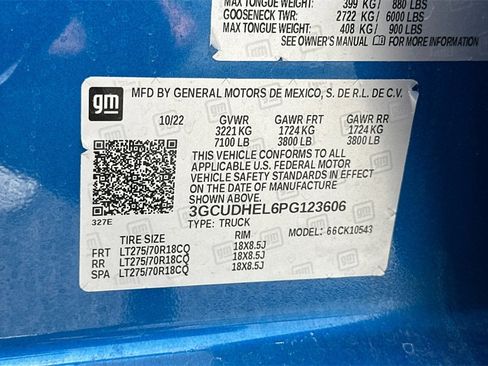 MAX TONGUE WEIGHT: 399 KG / 880 LBS
GOOSENECK TWR: 2722 KG / 6000 LBS
MAX TONGUE WEIGHT: 408 KG / 900 LBS
SEE OWNER'S MANUAL FOR MORE INFORMATION
gm
MFD BY GENERAL MOTORS DE MEXICO, S. DE R.L. DE C.V.
10/22 GVWR GAWR FRT GAWR RR
3221 KG 1724 KG 1724 KG
7100 LB 3800 LB 3800 LB
THIS VEHICLE CONFORMS TO ALL APPLICABLE
U.S. FEDERAL MOTOR
VEHICLE SAFETY STANDARDS IN EFFECT ON THE
DATE OF MANUFACTURE
SHOWN ABOVE.
3GCUDHEL6PG123606
327E TYPE: TRUCK MODEL: 66CK10543
TIRE SIZE RIM
FRT LT275/70R18CQ 18X8.5J
RR LT275/70R18CQ 18X8.5J
SPA LT275/70R18CQ 18X8.5J